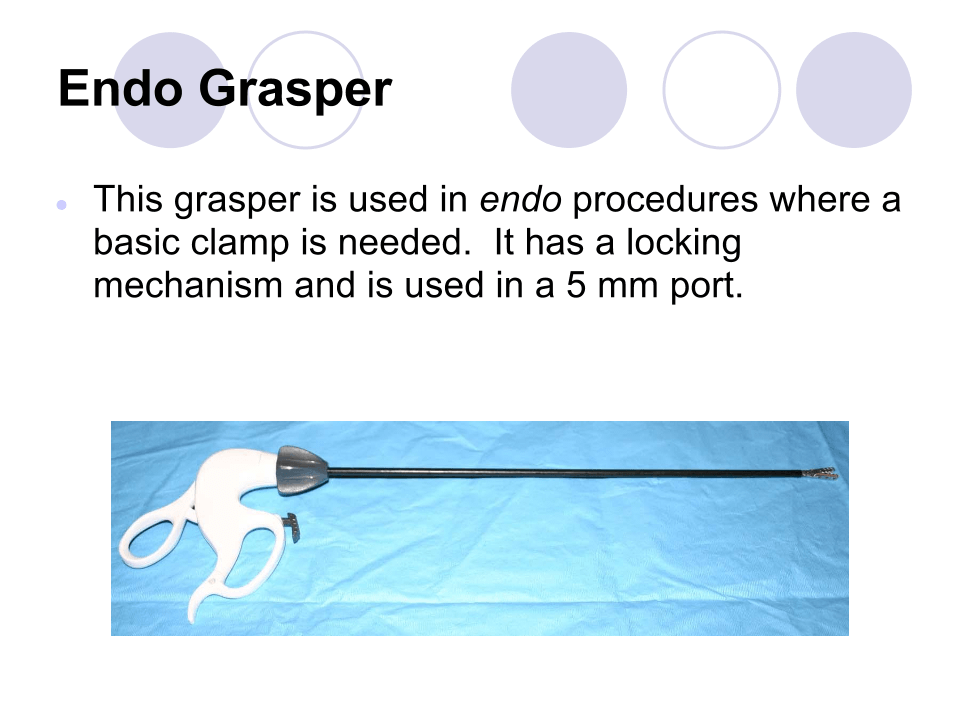 Endo Grasper
This grasper is used in endo procedures where a
basic clamp is needed.  It has a locking
mechanism and is used in a 5 mm port.